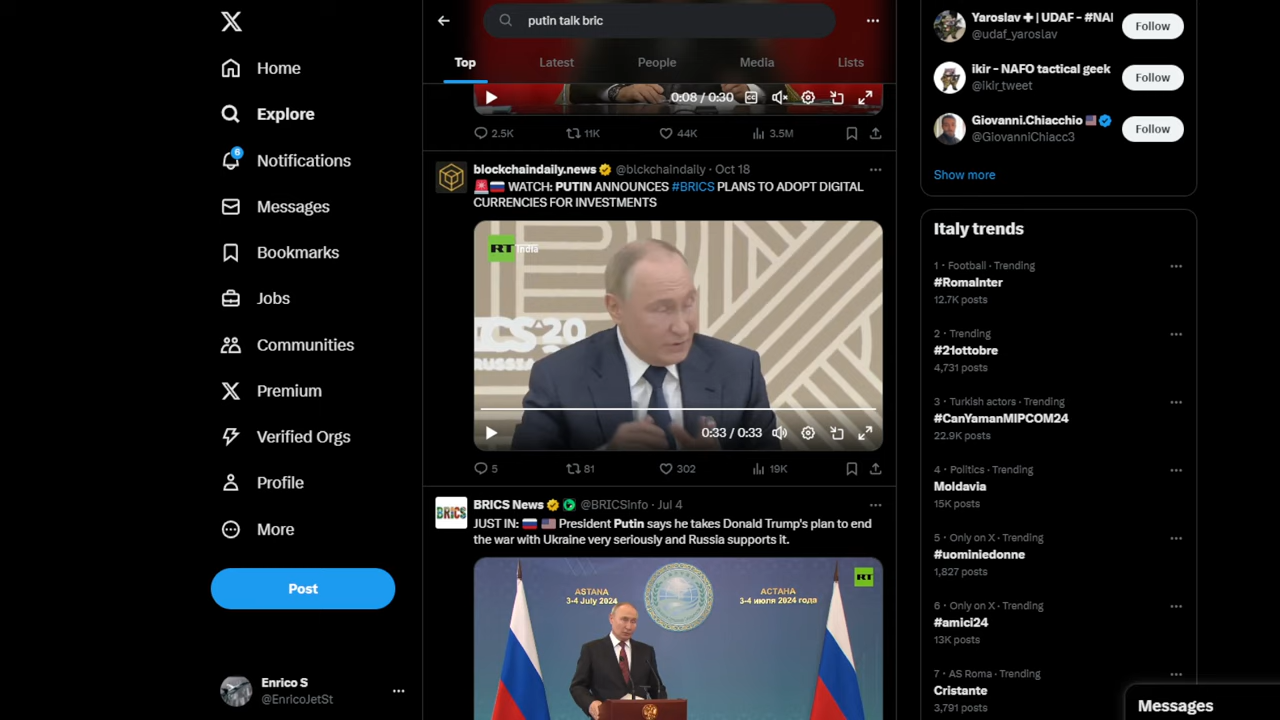 Home
Explore
6
Notifications
Messages
Bookmarks
Jobs
Communities
Premium
Verified Orgs
Profile
More
Post
Enrico S
@EnricoJetSt
putin talk bric
Top
Latest
People
Media
Lists
0:08 / 0:30
2.5K
11K
44K
3.5M
blockchaindaily.news @blckchaindaily · Oct 18
WATCH: PUTIN ANNOUNCES #BRICS PLANS TO ADOPT DIGITAL
CURRENCIES FOR INVESTMENTS
RT India
ICS 20
RUSSIA
0:33 / 0:33
5
81
302
19K
BRICS News @BRICSinfo · Jul 4
BRICS
JUST IN: President Putin says he takes Donald Trump's plan to end
the war with Ukraine very seriously and Russia supports it.
RT
ASTANA
3-4 July 2024
АСТАНА
3-4 июля 2024 года
Yaroslav | UDAF - #NAI
@udaf_yaroslav
Follow
ikir - NAFO tactical geek
@ikir_tweet
Follow
Giovanni.Chiacchio
@GiovanniChiacc3
Follow
Show more
Italy trends
1 · Football · Trending
#RomaInter
12.7K posts
2 · Trending
#21ottobre
4,731 posts
3 · Turkish actors · Trending
#CanYamanMIPCOM24
22.9K posts
4 · Politics · Trending
Moldavia
15K posts
5 · Only on X · Trending
#uominiedonne
1,827 posts
6 · Only on X · Trending
#amici24
13K posts
7 · AS Roma · Trending
Cristante
3,791 posts
Messages